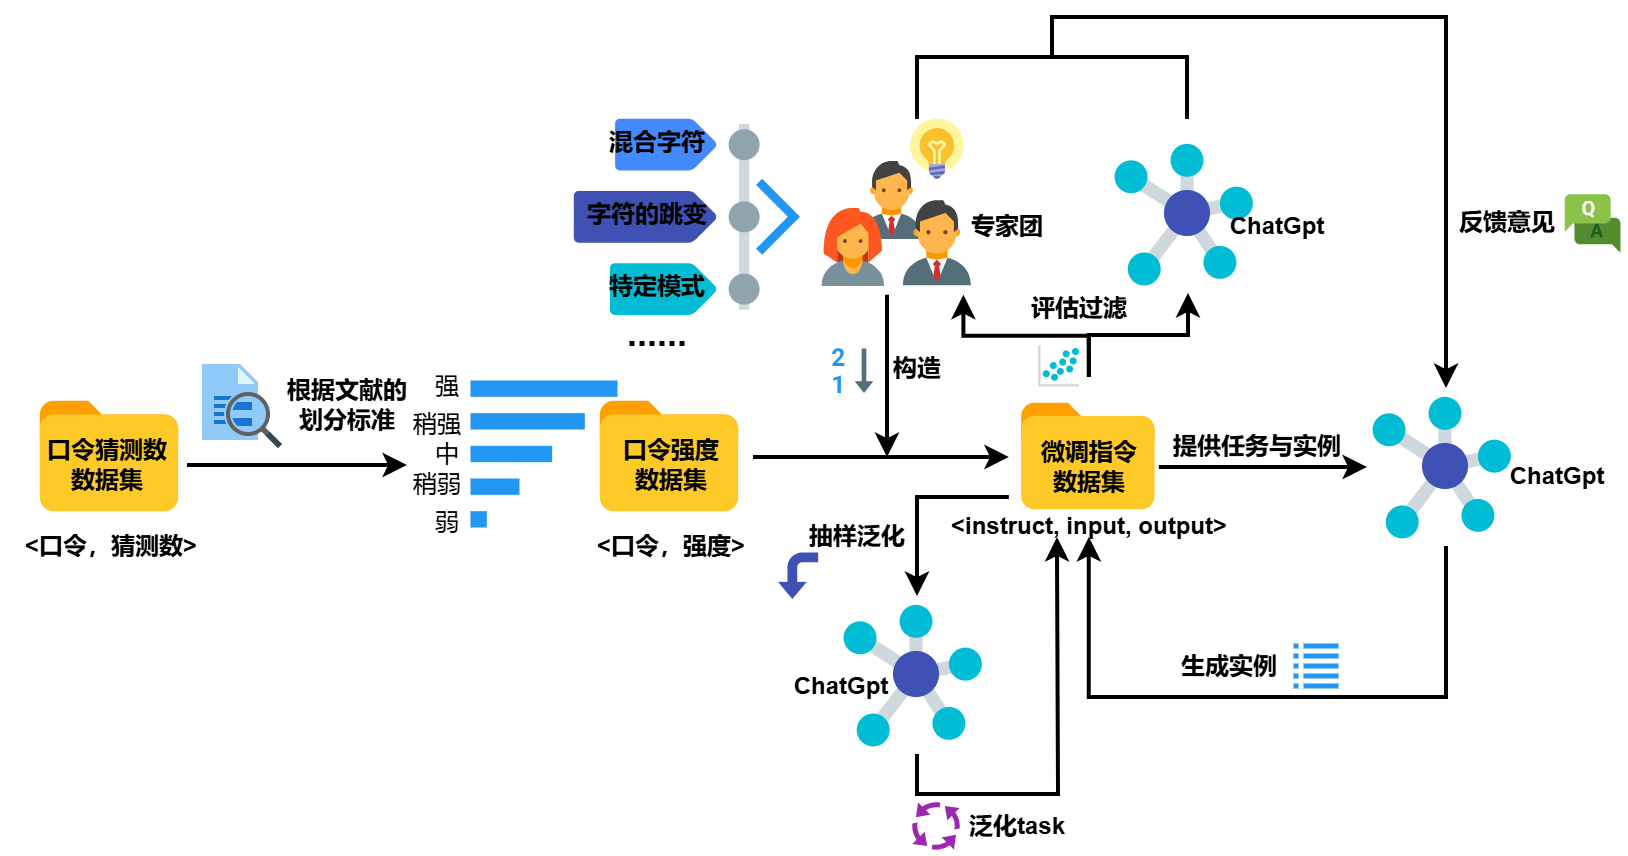 混合字符
字符的跳变
特定模式
......
专家团
ChatGpt
反馈意见
Q
A
评估过滤
2
1
构造
口令猜测数
数据集
<口令，猜测数>
根据文献的
划分标准
强
稍强
中
稍弱
弱
口令强度
数据集
<口令，强度>
微调指令
数据集
<instruct, input, output>
提供任务与实例
ChatGpt
抽样泛化
ChatGpt
生成实例
泛化task